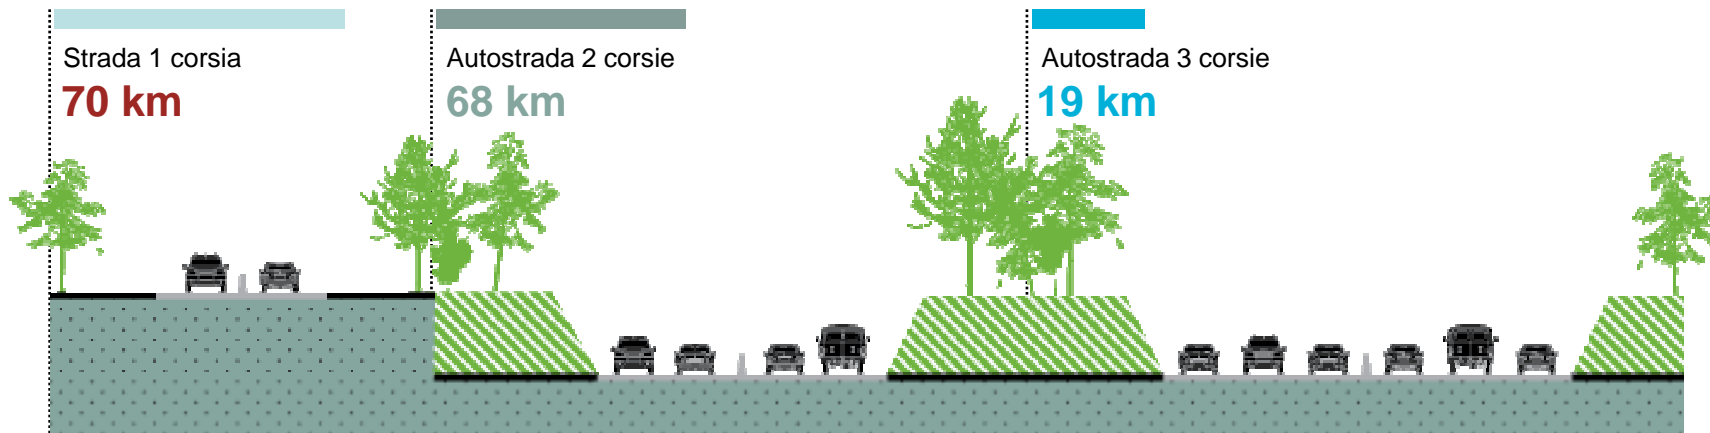 Strada 1 corsia
70 km
Autostrada 2 corsie
68 km
Autostrada 3 corsie
19 km